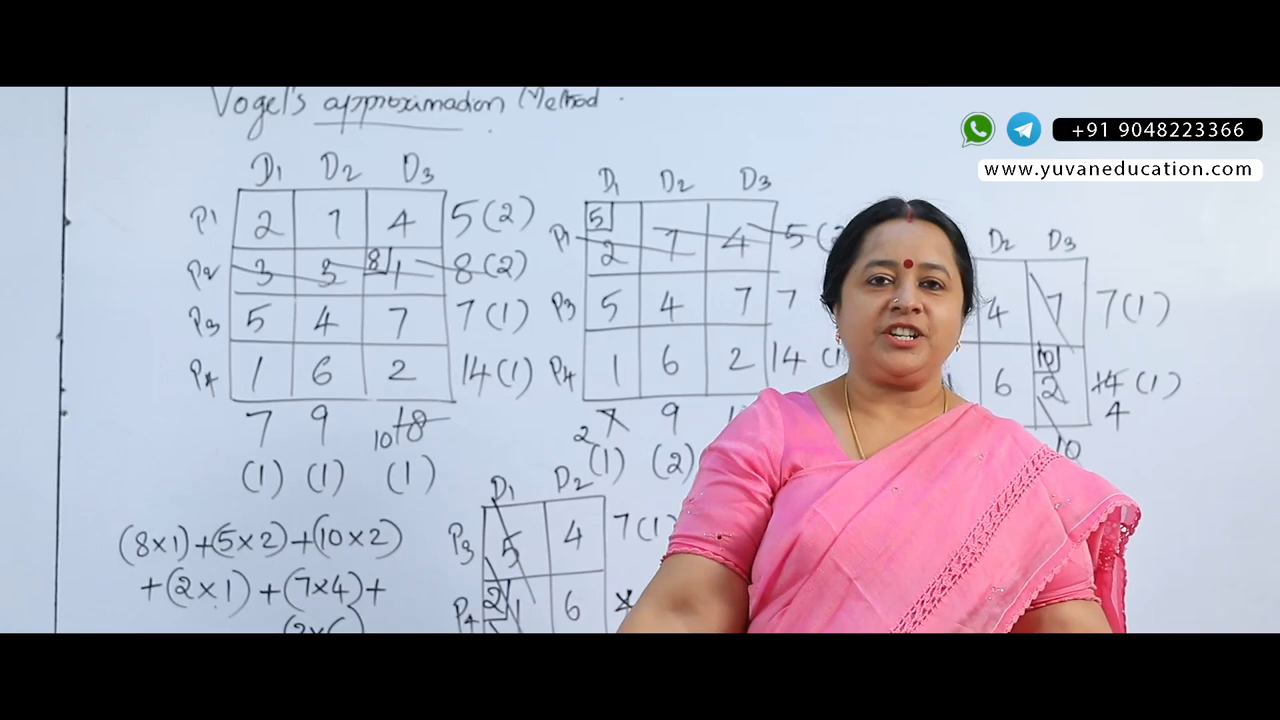 Vogel's approximation Method.
+91 9048223366
www.yuvaneducation.com
D1 D2 D3
P1 2 7 4 5 (2)
P2 3 3 8 1 8 (2)
P3 5 4 7 7 (1)
P4 1 6 2 14 (1)
7 9 10 18
(1) (1) (1)
D1 D2 D3
P1 5 2 7 4 5
P3 5 4 7 7
P4 1 6 2 14
2 7 9
(1) (2)
D2 D3
4 7 7 (1)
6 10 2 14 (1)
4
10
D1 D2
P3 5 4 7 (1)
P4 2 1 6
(8×1)+(5×2)+(10×2)
+(2×1)+(7×4)+
(2×6)